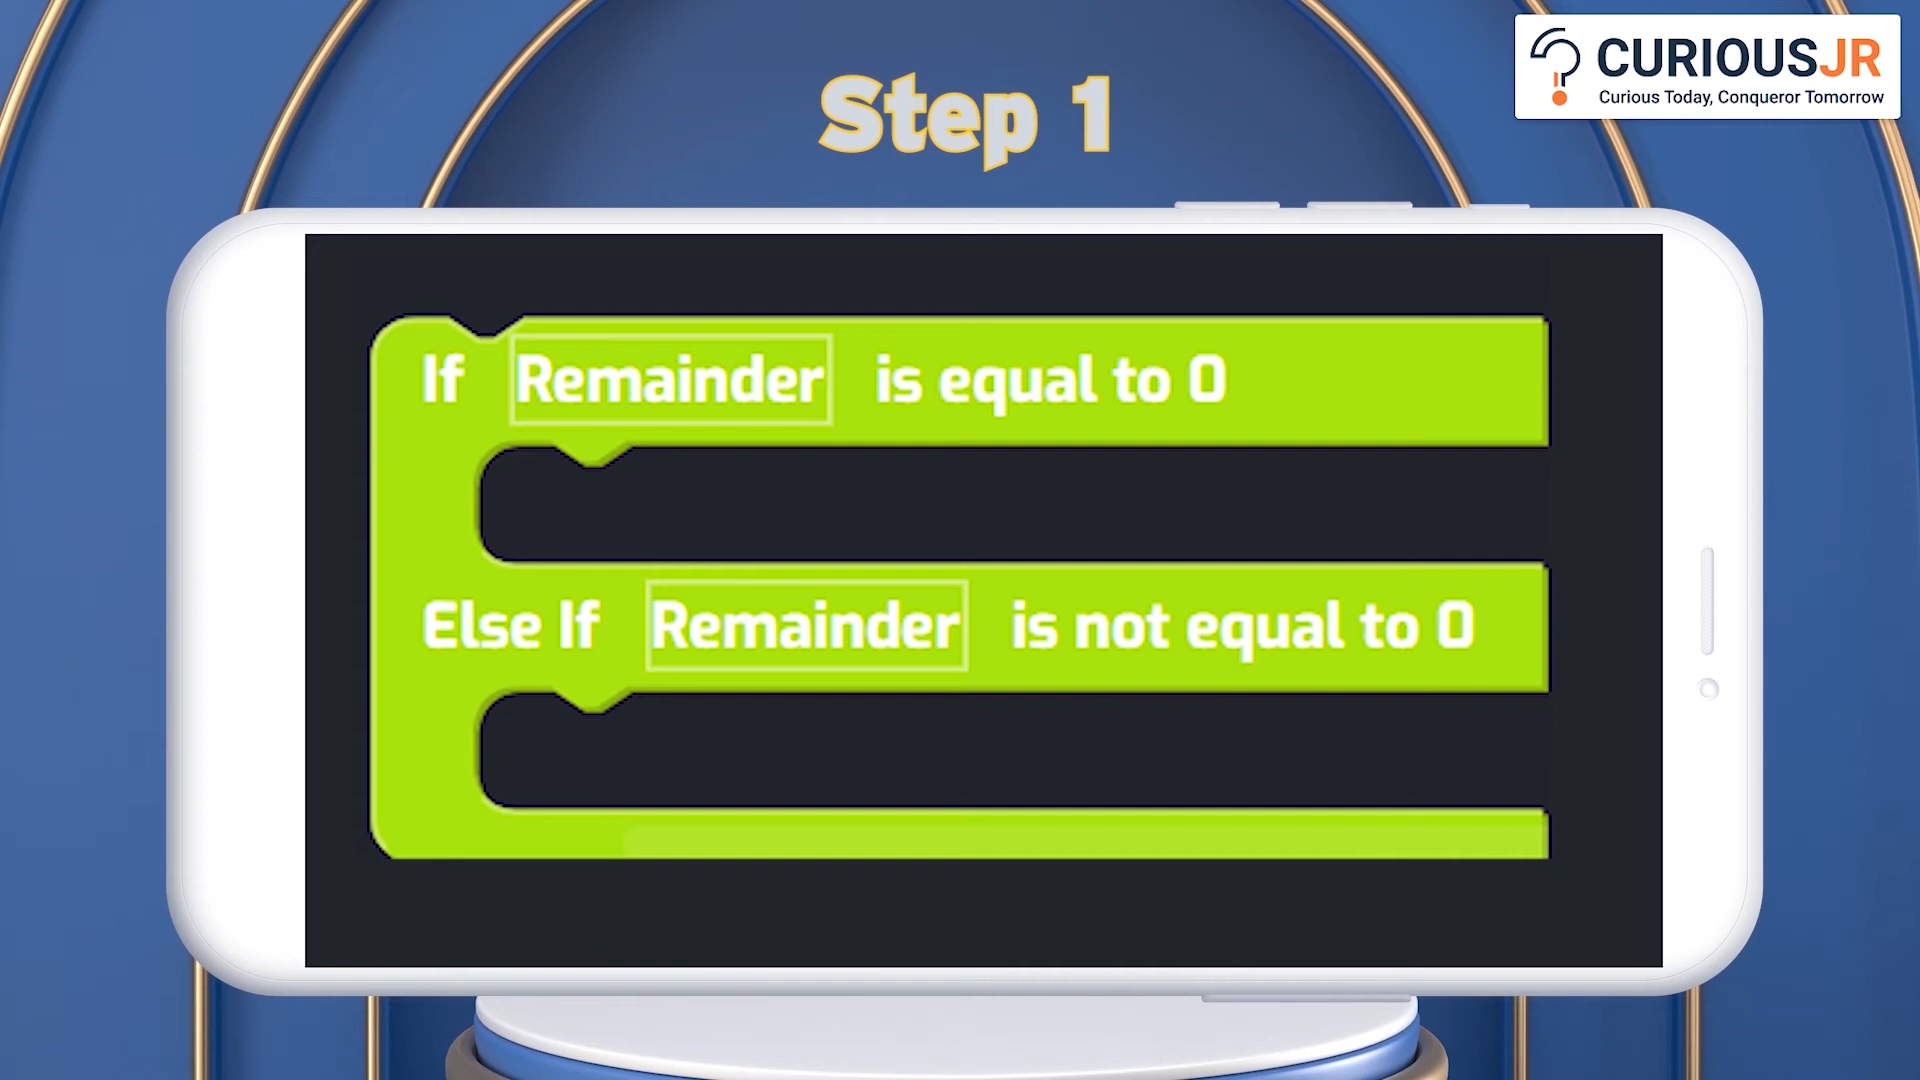 CURIOUSJR
Curious Today, Conqueror Tomorrow
Step 1
If Remainder is equal to 0
Else If Remainder is not equal to 0